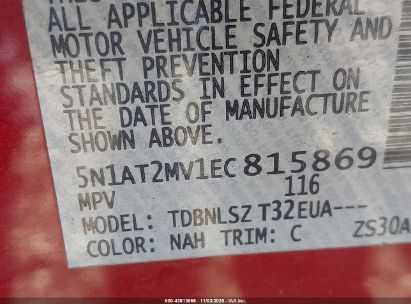 ALL APPLICABLE FEDERAL
MOTOR VEHICLE SAFETY AND
THEFT PREVENTION
STANDARDS IN EFFECT ON
THE DATE OF MANUFACTURE
SHOWN ABOVE.
5N1AT2MV1EC815869
MPV 116
MODEL: TDBNLSZ T32EUA---
COLOR: NAH TRIM: C ZS30A